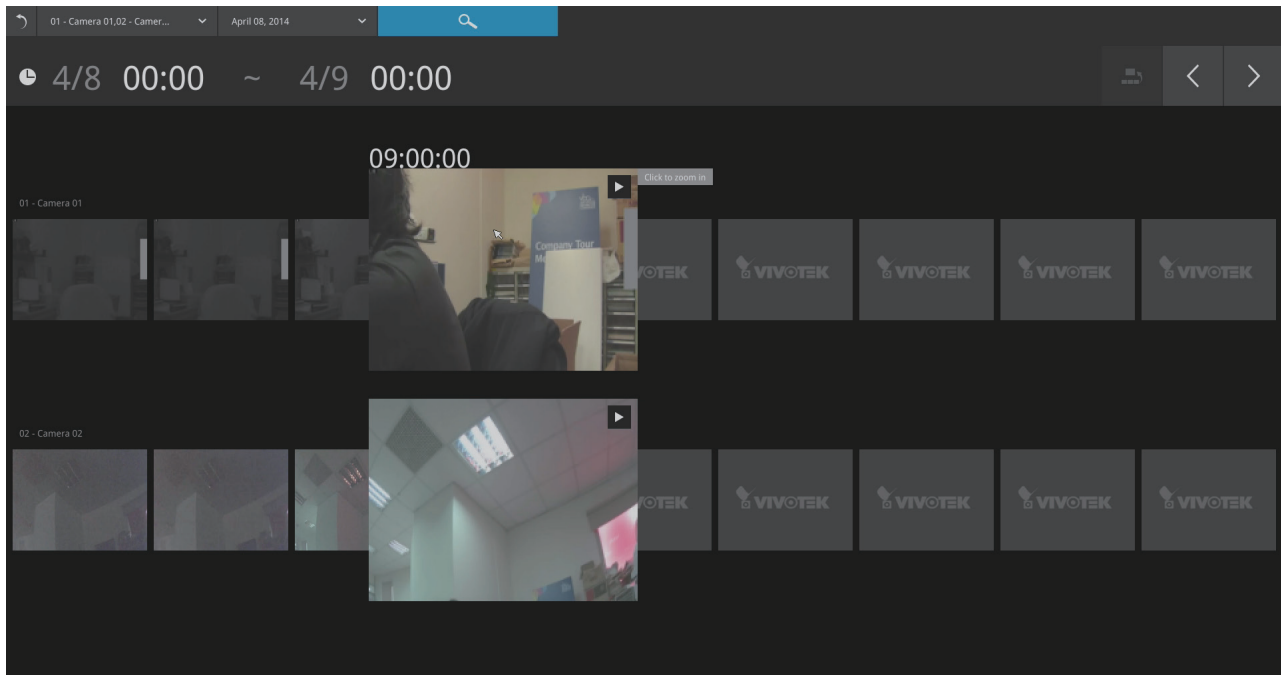 01 - Camera 01,02 - Camer... April 08, 2014
4/8 00:00 ~ 4/9 00:00
09:00:00
Click to zoom in
01 - Camera 01
Company Tour
VIVOTEK VIVOTEK VIVOTEK VIVOTEK
02 - Camera 02
VIVOTEK VIVOTEK VIVOTEK VIVOTEK